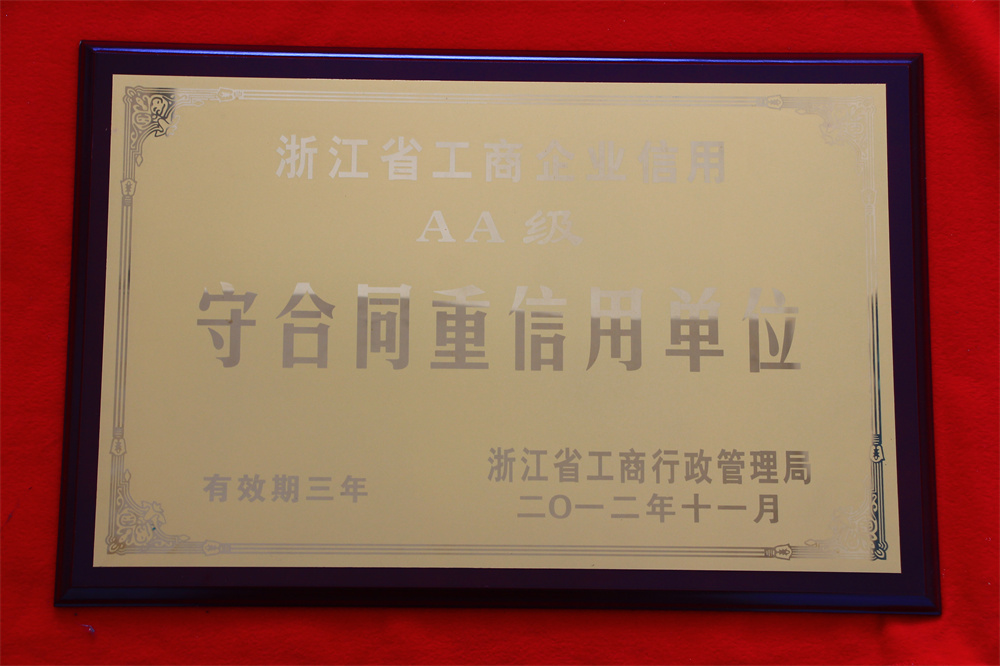 浙江省工商企业信用
AA级
守合同重信用单位
有效期三年
浙江省工商行政管理局
二〇一二年十一月